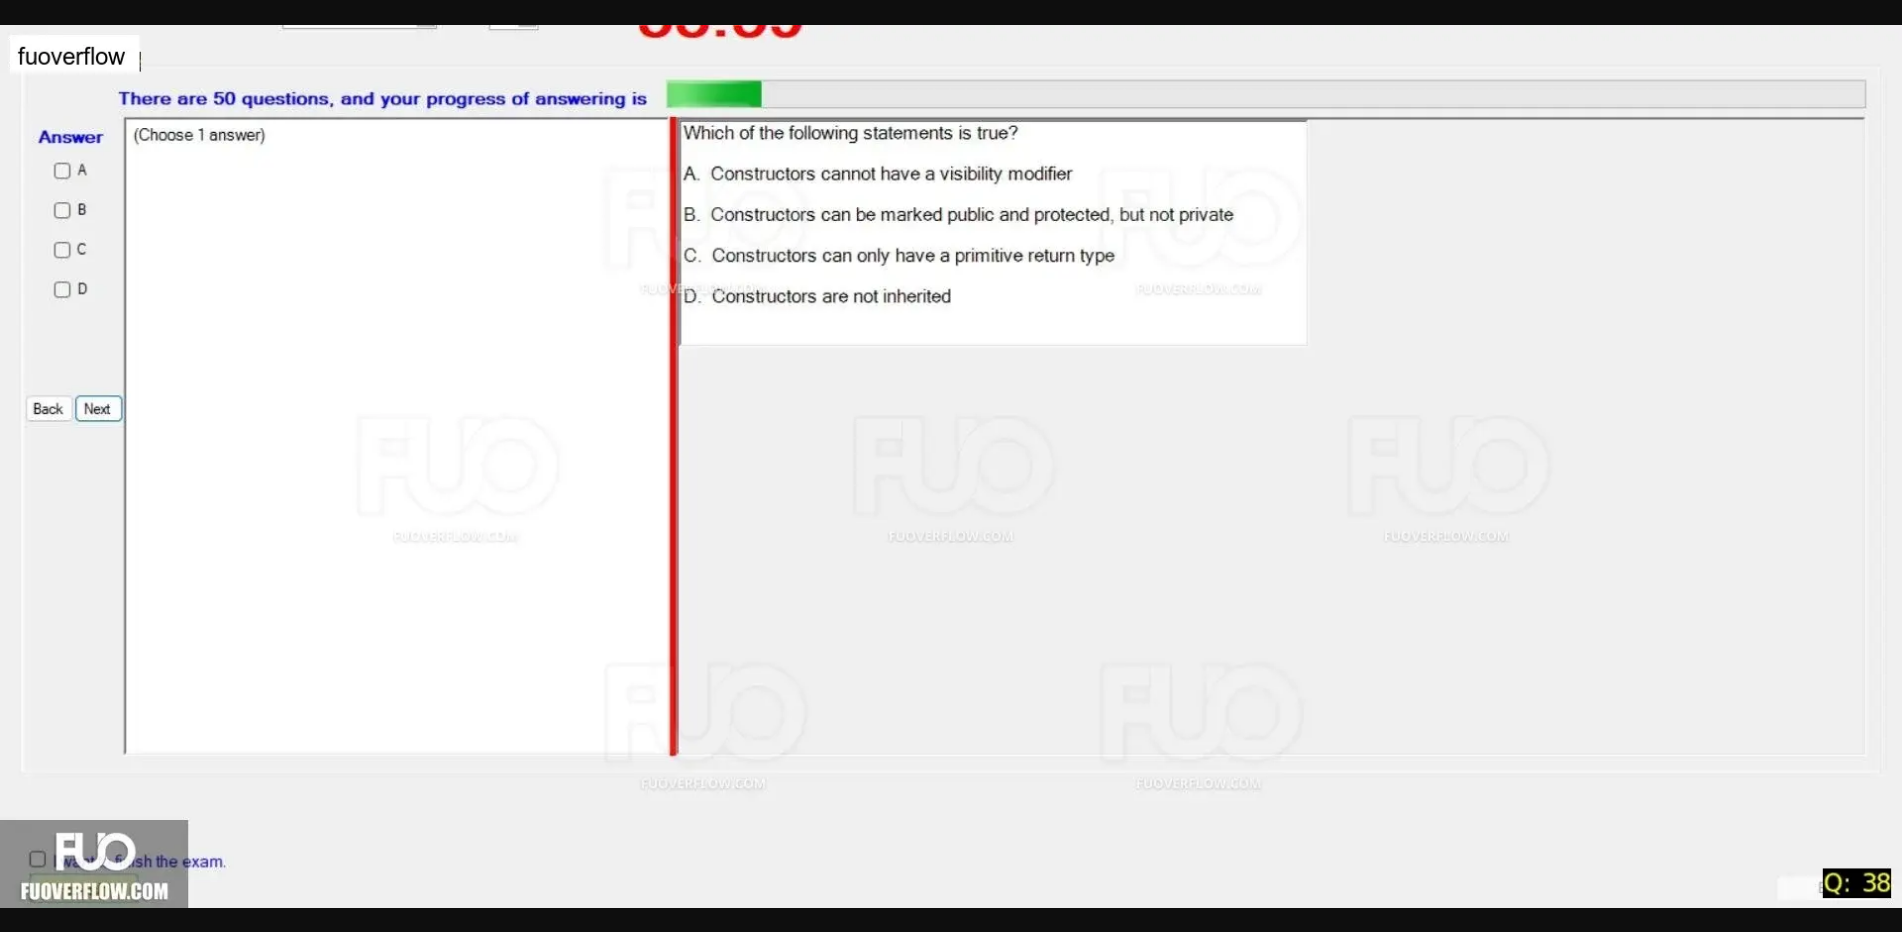 fuoverflow
There are 50 questions, and your progress of answering is
Answer
(Choose 1 answer)
A
B
C
D
Back
Next
Which of the following statements is true?
A. Constructors cannot have a visibility modifier
B. Constructors can be marked public and protected, but not private
C. Constructors can only have a primitive return type
D. Constructors are not inherited
FUO
FUOVERFLOW.COM
FUO
FUOVERFLOW.COM
FUO
FUOVERFLOW.COM
FUO
FUOVERFLOW.COM
FUO
FUOVERFLOW.COM
FUO
FUOVERFLOW.COM
FUO
FUOVERFLOW.COM
sh the exam.
FUO
FUOVERFLOW.COM
Q: 38